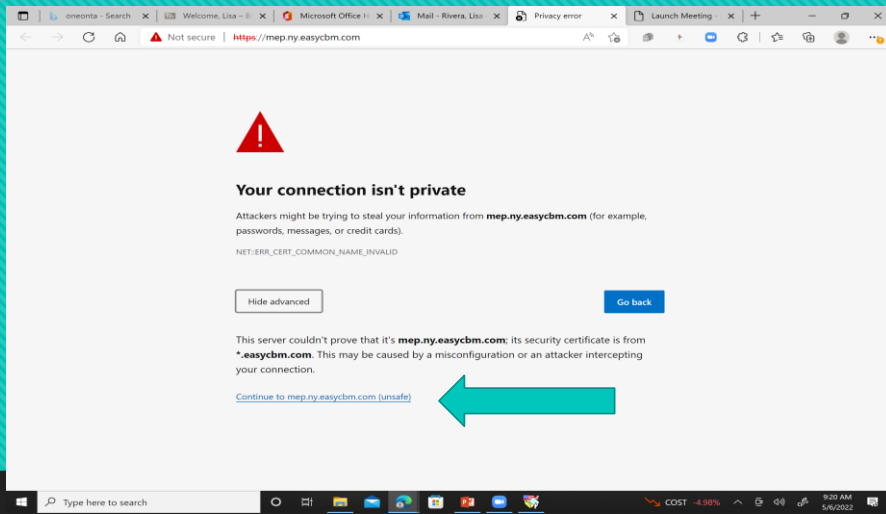 oneonta - Search
Welcome, Lisa – 
Microsoft Office H
Mail - Rivera, Lisa
Privacy error
Launch Meeting -
Not secure | https://mep.ny.easycbm.com
Your connection isn't private
Attackers might be trying to steal your information from mep.ny.easycbm.com (for example,
passwords, messages, or credit cards).
NET::ERR_CERT_COMMON_NAME_INVALID
Hide advanced
Go back
This server couldn't prove that it's mep.ny.easycbm.com; its security certificate is from
*.easycbm.com. This may be caused by a misconfiguration or an attacker intercepting
your connection.
Continue to mep.ny.easycbm.com (unsafe)
Type here to search
COST -4.98%
9:20 AM
5/6/2022